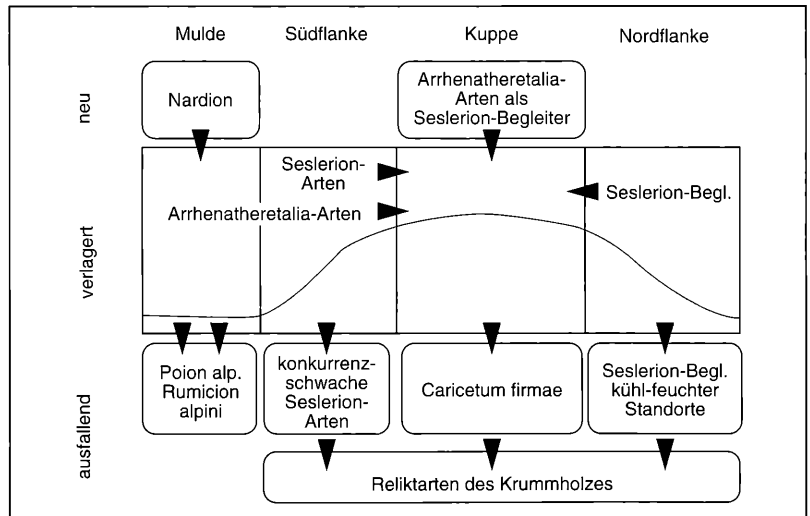 Mulde Südflanke Kuppe Nordflanke
neu
Nardion
Arrhenatheretalia-
Arten als
Seslerion-Begleiter
verlagert
Seslerion-
Arten
Arrhenatheretalia-Arten
Seslerion-Begl.
ausfallend
Poion alp.
Rumicion
alpini
konkurrenz-
schwache
Seslerion-
Arten
Caricetum firmae
Seslerion-Begl.
kühl-feuchter
Standorte
Reliktarten des Krummholzes